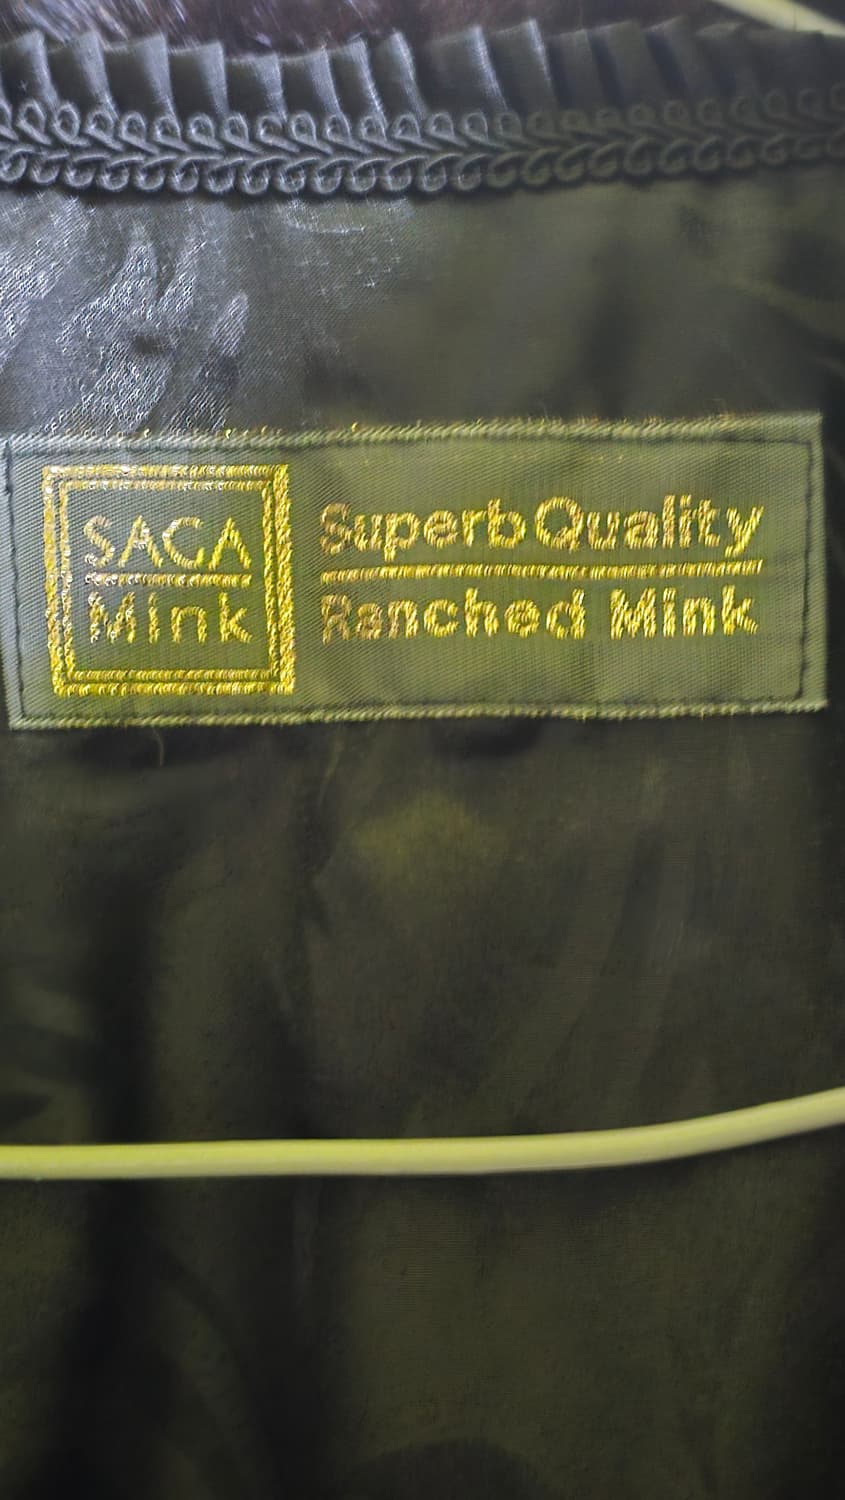 SAGA
Mink
Superb Quality
Ranched Mink